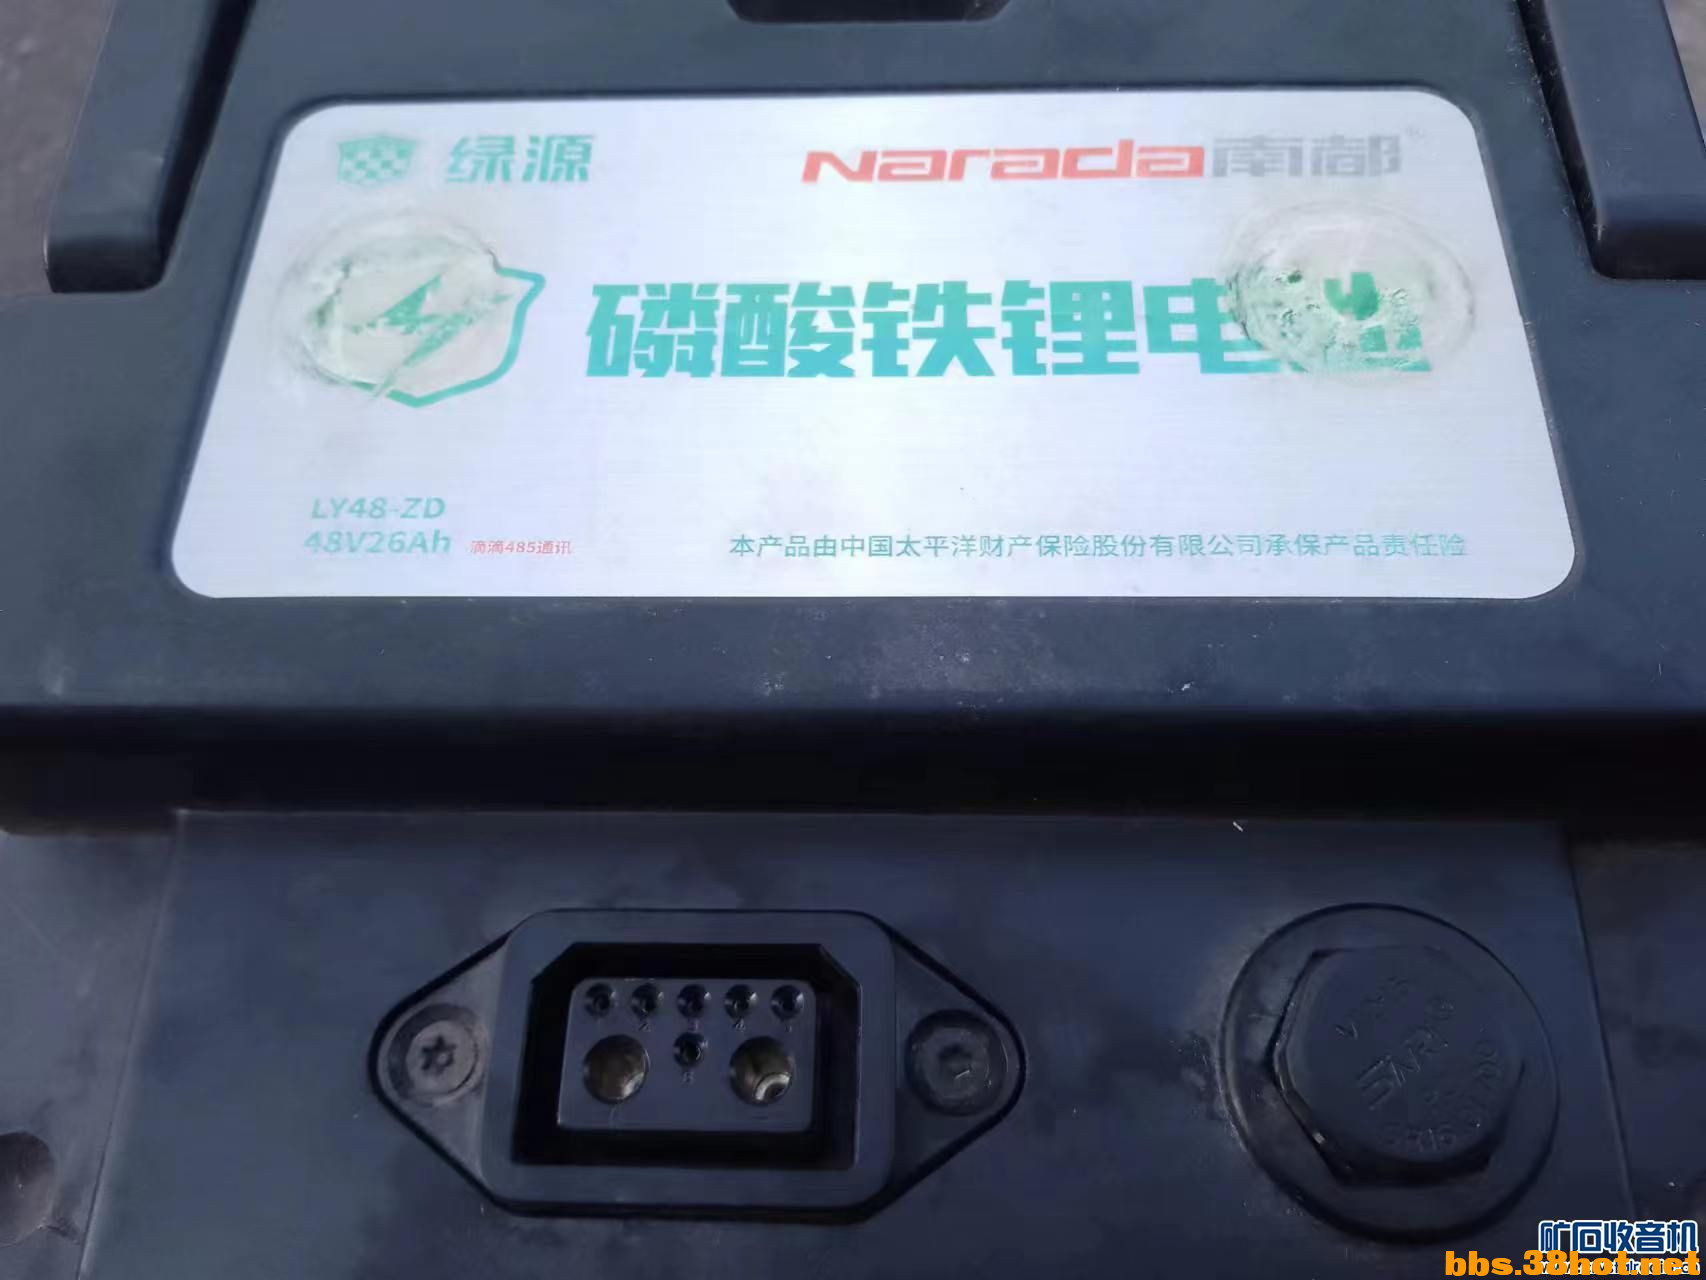 绿源
Narada南都®
磷酸铁锂电池
LY48-ZD
48V26Ah 滴滴485通讯
本产品由中国太平洋财产保险股份有限公司承保产品责任险
矿石收音机
bbs.38hot.net